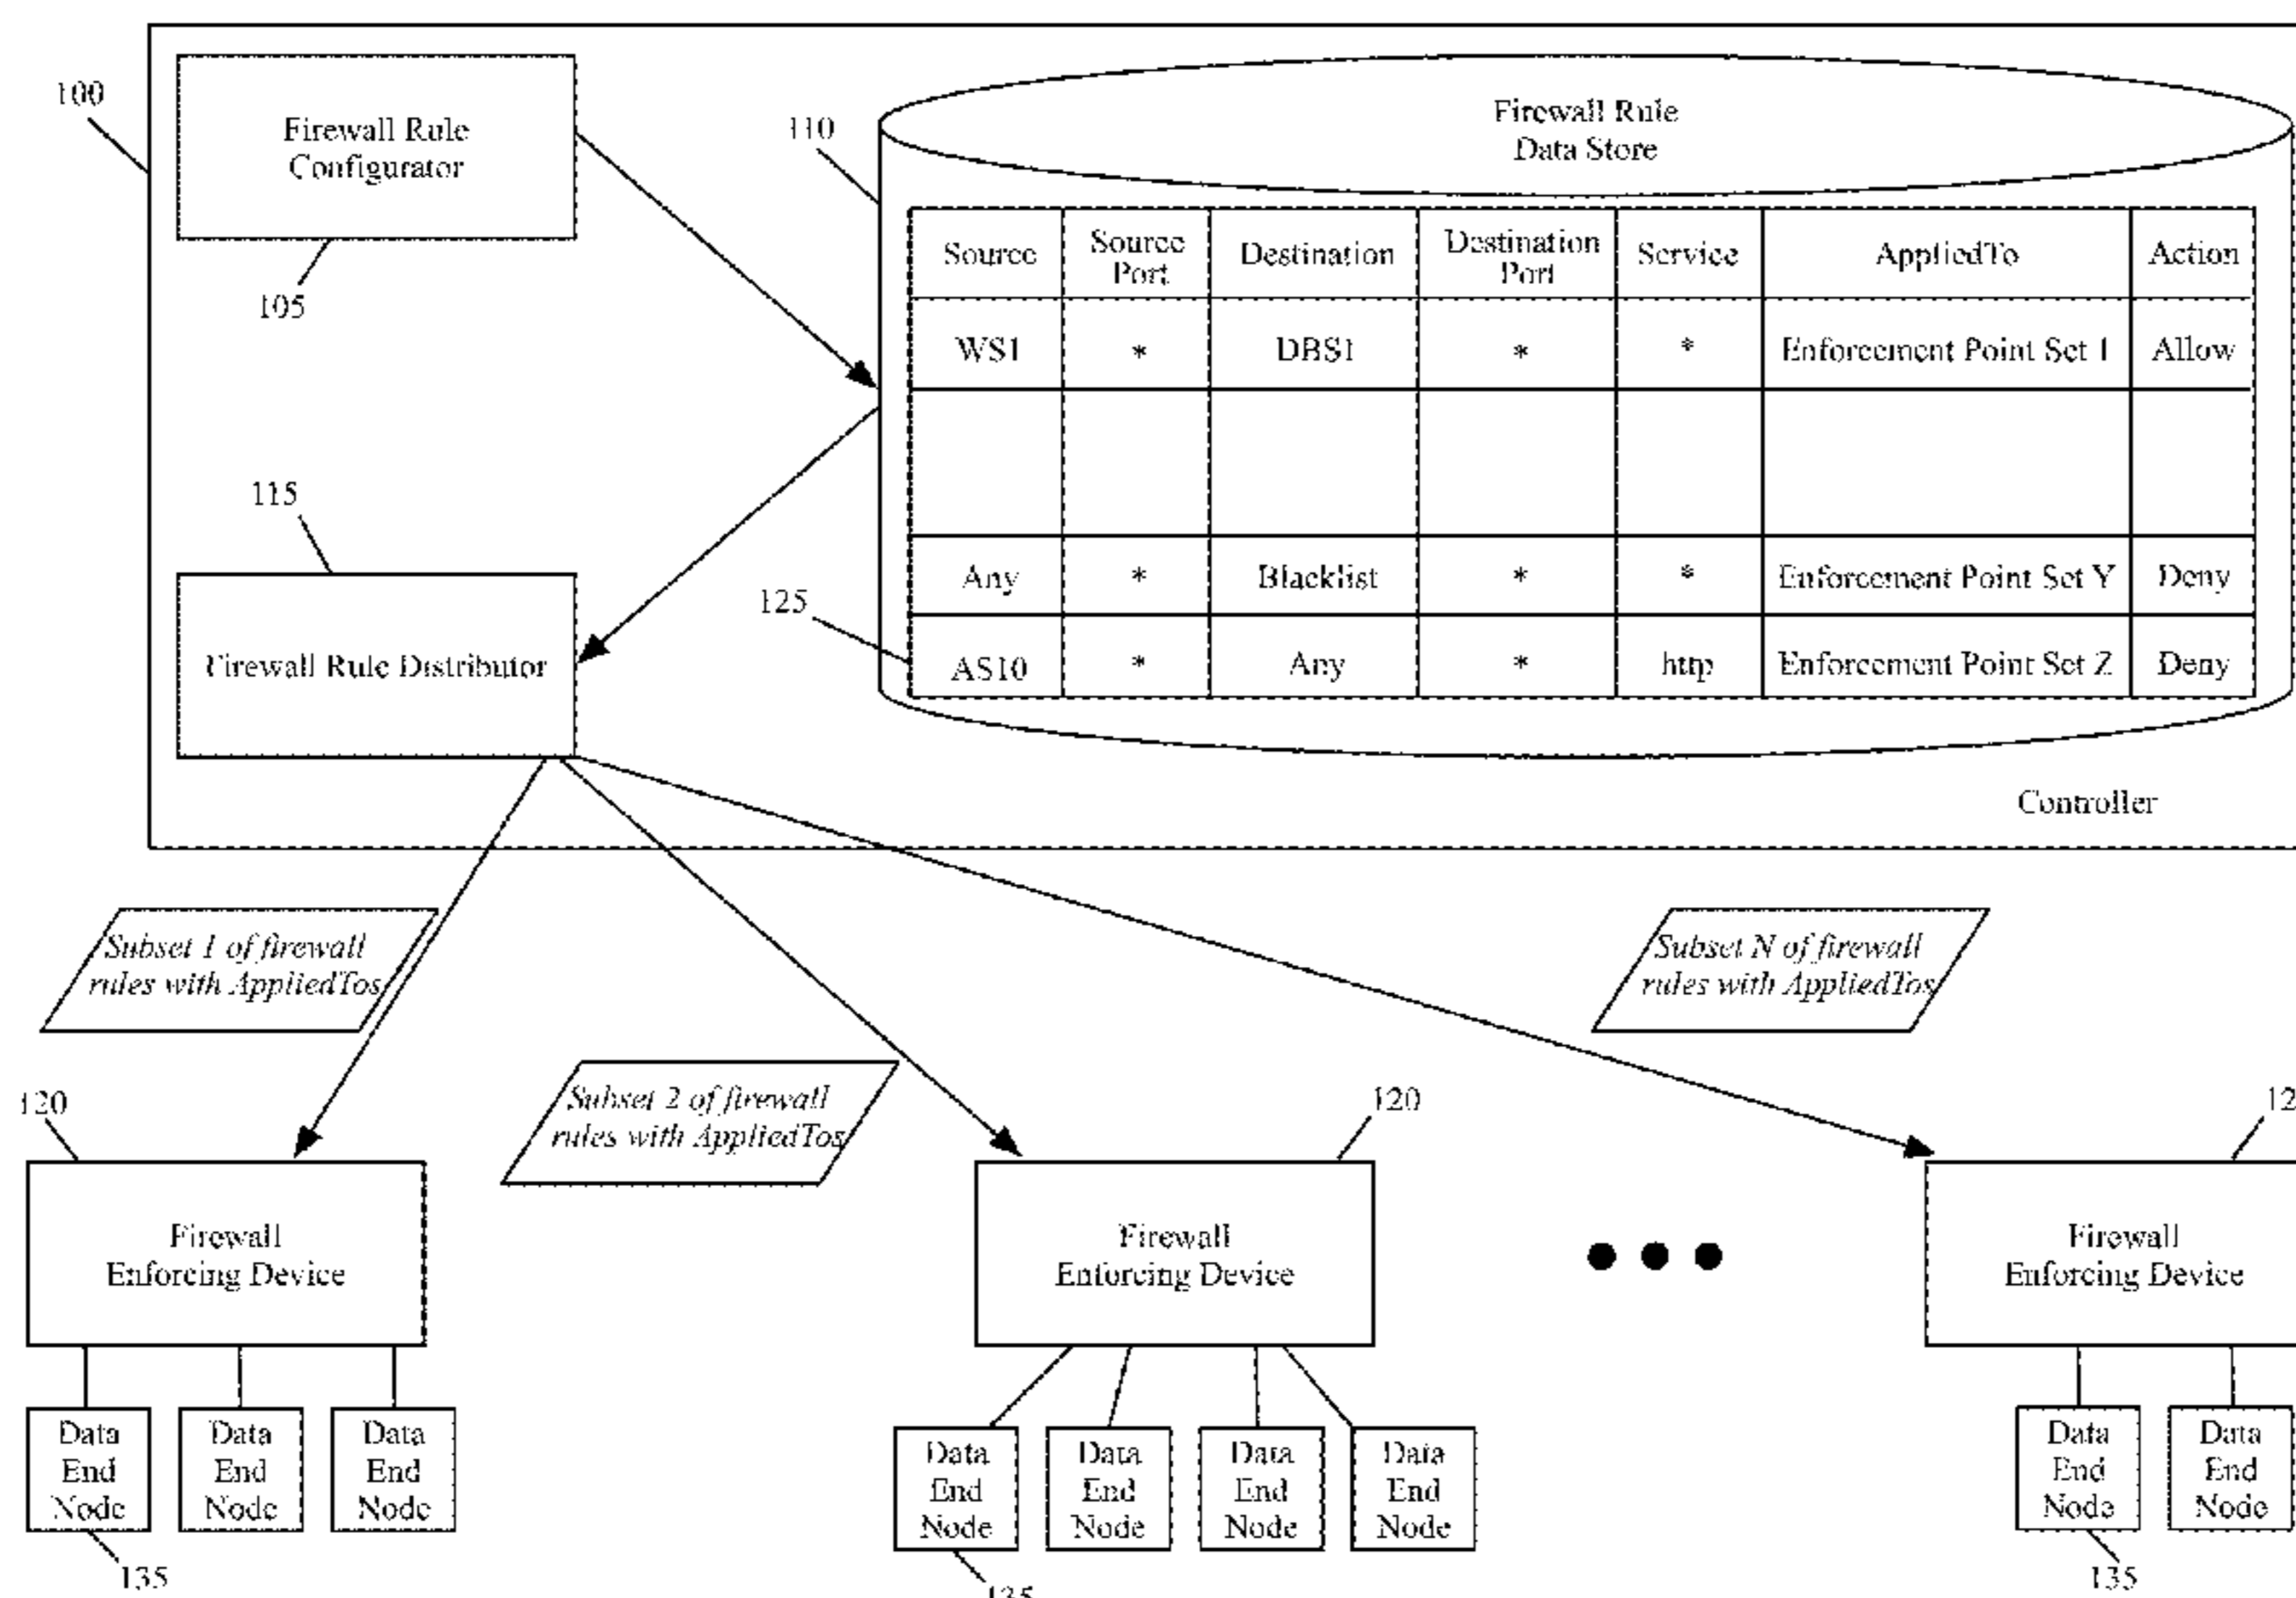 100
Firewall Rule
Configurator
105
110
Firewall Rule
Data Store
Source
Source
Port
Destination
Destination
Port
Service
AppliedTo
Action
WS1 * DBS1 * * Enforcement Point Set 1 Allow
Any * Blacklist * * Enforcement Point Set Y Deny
125
AS10 * Any * http Enforcement Point Set Z Deny
115
Firewall Rule Distributor
Controller
Subset 1 of firewall
rules with AppliedTos
Subset 2 of firewall
rules with AppliedTos
Subset N of firewall
rules with AppliedTos
120
Firewall
Enforcing Device
120
Firewall
Enforcing Device
12
Firewall
Enforcing Device
Data
End
Node
Data
End
Node
Data
End
Node
135
Data
End
Node
Data
End
Node
Data
End
Node
Data
End
Node
135
Data
End
Node
Data
End
Node
135